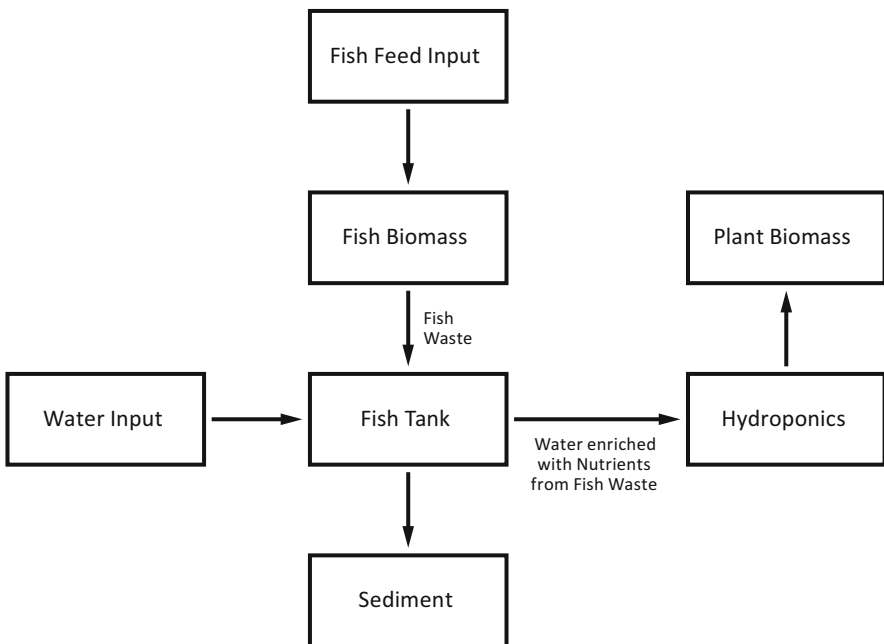 Fish Feed Input
Fish Biomass
Plant Biomass
Fish
Waste
Water Input
Fish Tank
Hydroponics
Water enriched
with Nutrients
from Fish Waste
Sediment